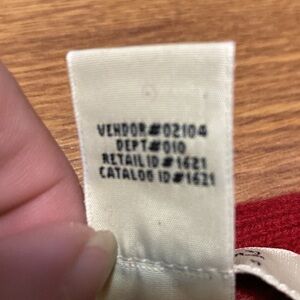 VENDOR#02104
DEPT#010
RETAIL ID#1621
CATALOG ID#1621